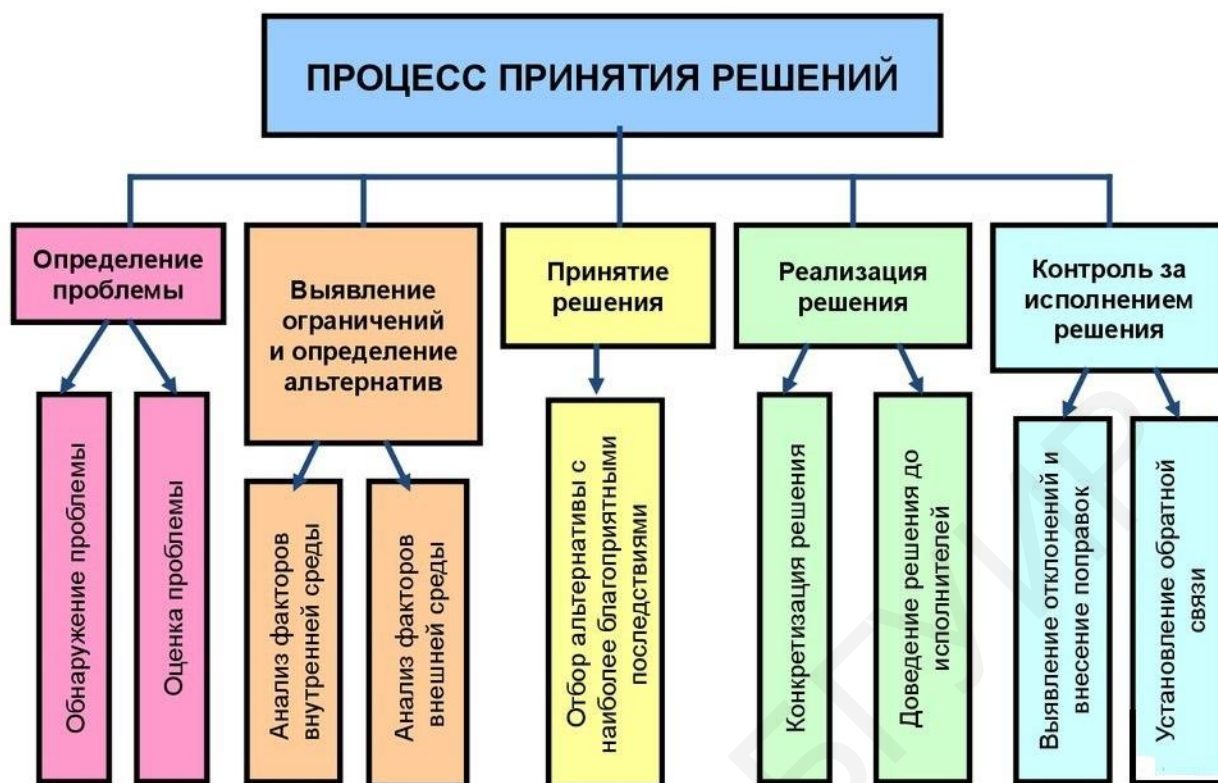 ПРОЦЕСС ПРИНЯТИЯ РЕШЕНИЙ
Определение
проблемы
Обнаружение проблемы
Оценка проблемы
Выявление
ограничений
и определение
альтернатив
Анализ факторов
внутренней среды
Анализ факторов
внешней среды
Принятие
решения
Отбор альтернативы с
наиболее благоприятными
последствиями
Реализация
решения
Конкретизация решения
Доведение решения до
исполнителей
Контроль за
исполнением
решения
Выявление отклонений и
внесение поправок
Установление обратной
связи
БГУИР